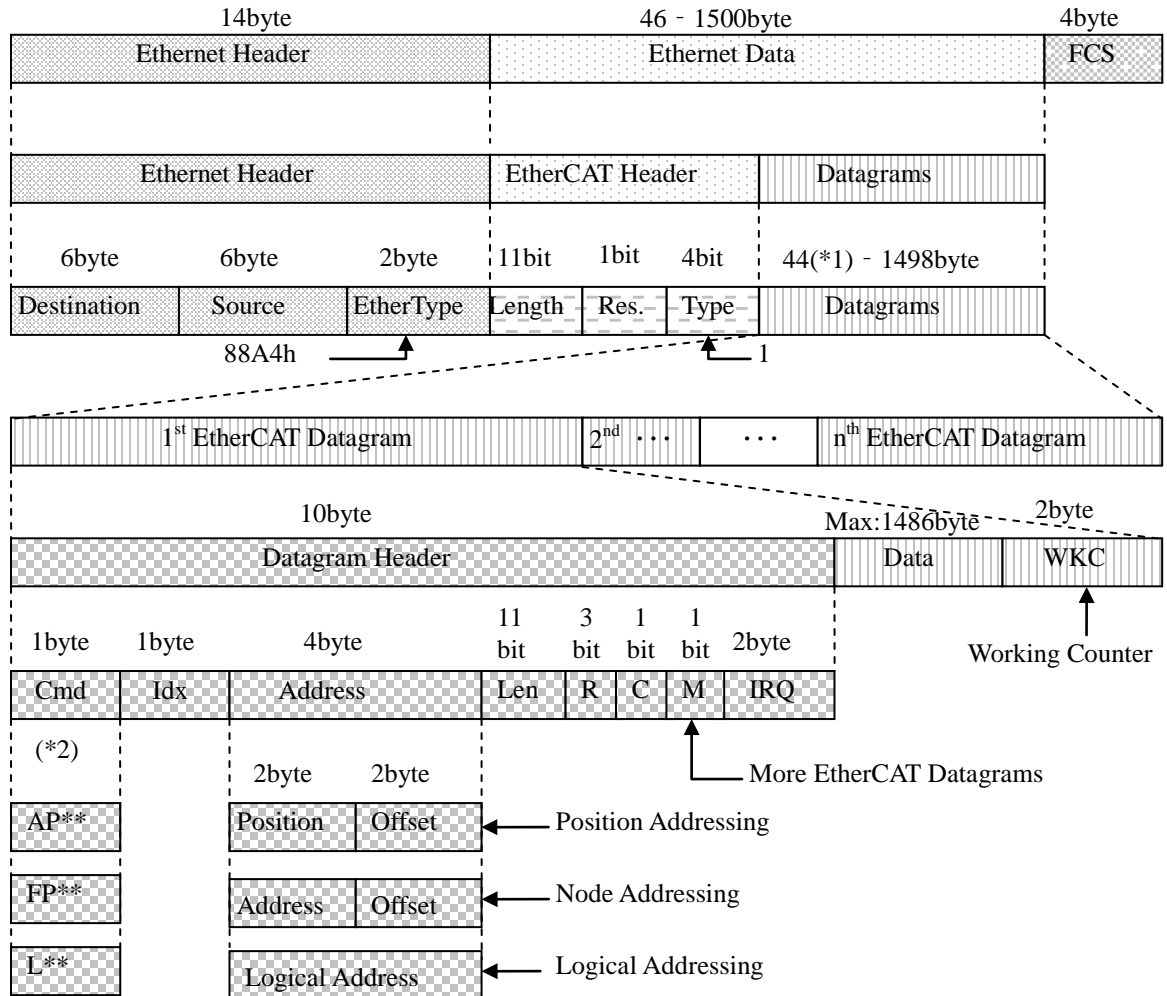 14byte 46 - 1500byte 4byte
Ethernet Header Ethernet Data FCS
Ethernet Header EtherCAT Header Datagrams
6byte 6byte 2byte 11bit 1bit 4bit 44(*1) - 1498byte
Destination Source EtherType Length Res. Type Datagrams
88A4h 1
1st EtherCAT Datagram 2nd ··· ··· nth EtherCAT Datagram
10byte Max:1486byte 2byte
Datagram Header Data WKC
1byte 1byte 4byte 11 bit 3 bit 1 bit 1 bit 2byte Working Counter
Cmd Idx Address Len R C M IRQ
(*2) 2byte 2byte More EtherCAT Datagrams
AP** Position Offset Position Addressing
FP** Address Offset Node Addressing
L** Logical Address Logical Addressing